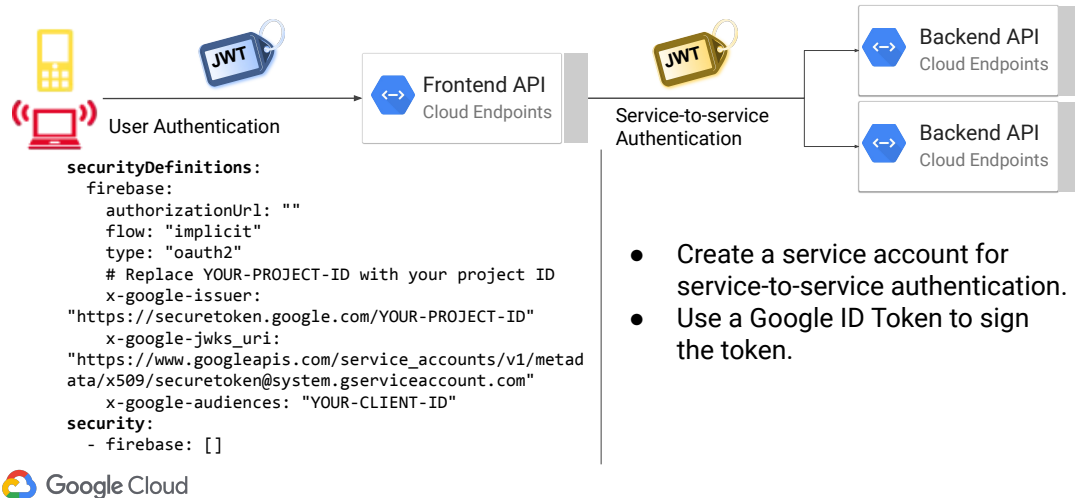 JWT
JWT
Backend API
Cloud Endpoints
Frontend API
Cloud Endpoints
User Authentication
Service-to-service
Authentication
Backend API
Cloud Endpoints
securityDefinitions:
  firebase:
    authorizationUrl: ""
    flow: "implicit"
    type: "oauth2"
    # Replace YOUR-PROJECT-ID with your project ID
    x-google-issuer:
"https://securetoken.google.com/YOUR-PROJECT-ID"
    x-google-jwks_uri:
"https://www.googleapis.com/service_accounts/v1/metad
ata/x509/securetoken@system.gserviceaccount.com"
    x-google-audiences: "YOUR-CLIENT-ID"
security:
  - firebase: []
● Create a service account for
service-to-service authentication.
● Use a Google ID Token to sign
the token.
Google Cloud